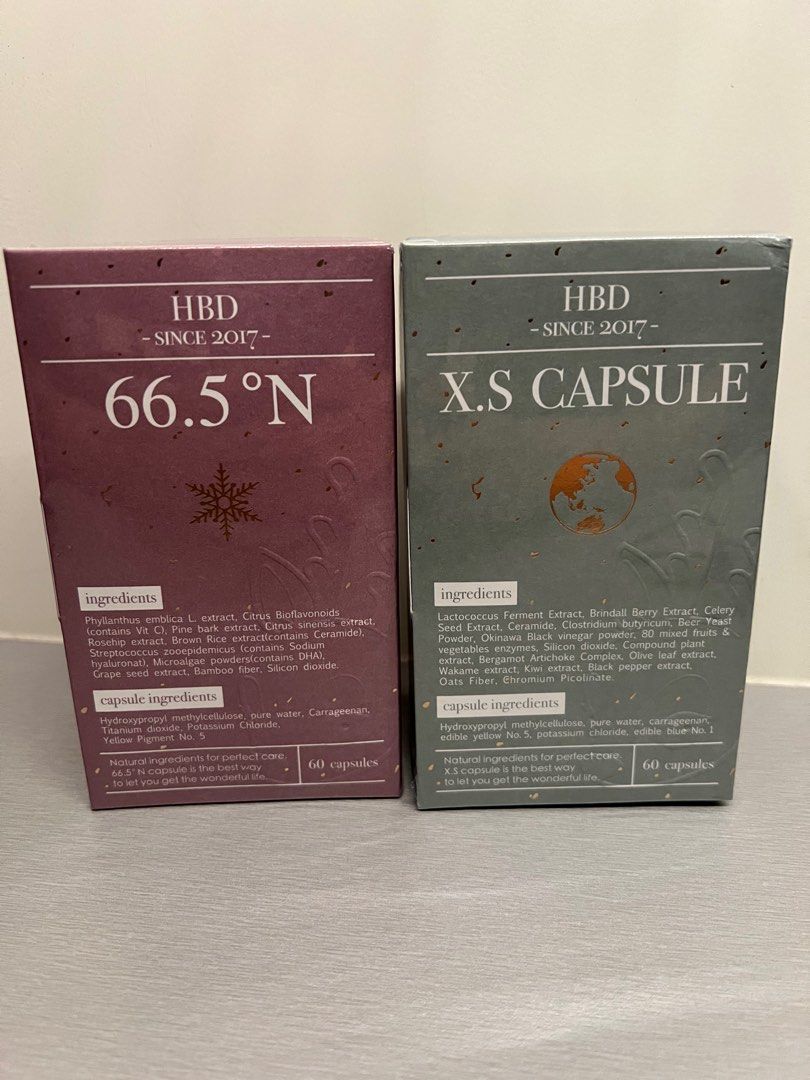 HBD
- SINCE 2017 -
66.5°N
ingredients
Phyllanthus emblica L. extract, Citrus Bioflavonoids
(contains Vit C), Pine bark extract, Citrus sinensis extract,
Rosehip extract, Brown Rice extract(contains Ceramide),
Streptococcus zooepidemicus (contains Sodium
hyaluronat), Microalgae powders(contains DHA),
Grape seed extract, Bamboo fiber, Silicon dioxide.
capsule ingredients
Hydroxypropyl methylcellulose, pure water, Carrageenan,
Titanium dioxide, Potassium Chloride,
Yellow Pigment No. 5
Natural ingredients for perfect care.
66.5° N capsule is the best way
to let you get the wonderful life.
60 capsules
HBD
- SINCE 2017 -
X.S CAPSULE
ingredients
Lactococcus Ferment Extract, Brindall Berry Extract, Celery
Seed Extract, Ceramide, Clostridium butyricum, Beer Yeast
Powder, Okinawa Black vinegar powder, 80 mixed fruits &
vegetables enzymes, Silicon dioxide, Compound plant
extract, Bergamot Artichoke Complex, Olive leaf extract,
Wakame extract, Kiwi extract, Black pepper extract,
Oats Fiber, Chromium Picolinate.
capsule ingredients
Hydroxypropyl methylcellulose, pure water, carrageenan,
edible yellow No.5, potassium chloride, edible blue No.1
Natural ingredients for perfect care.
X.S capsule is the best way
to let you get the wonderful life.
60 capsules